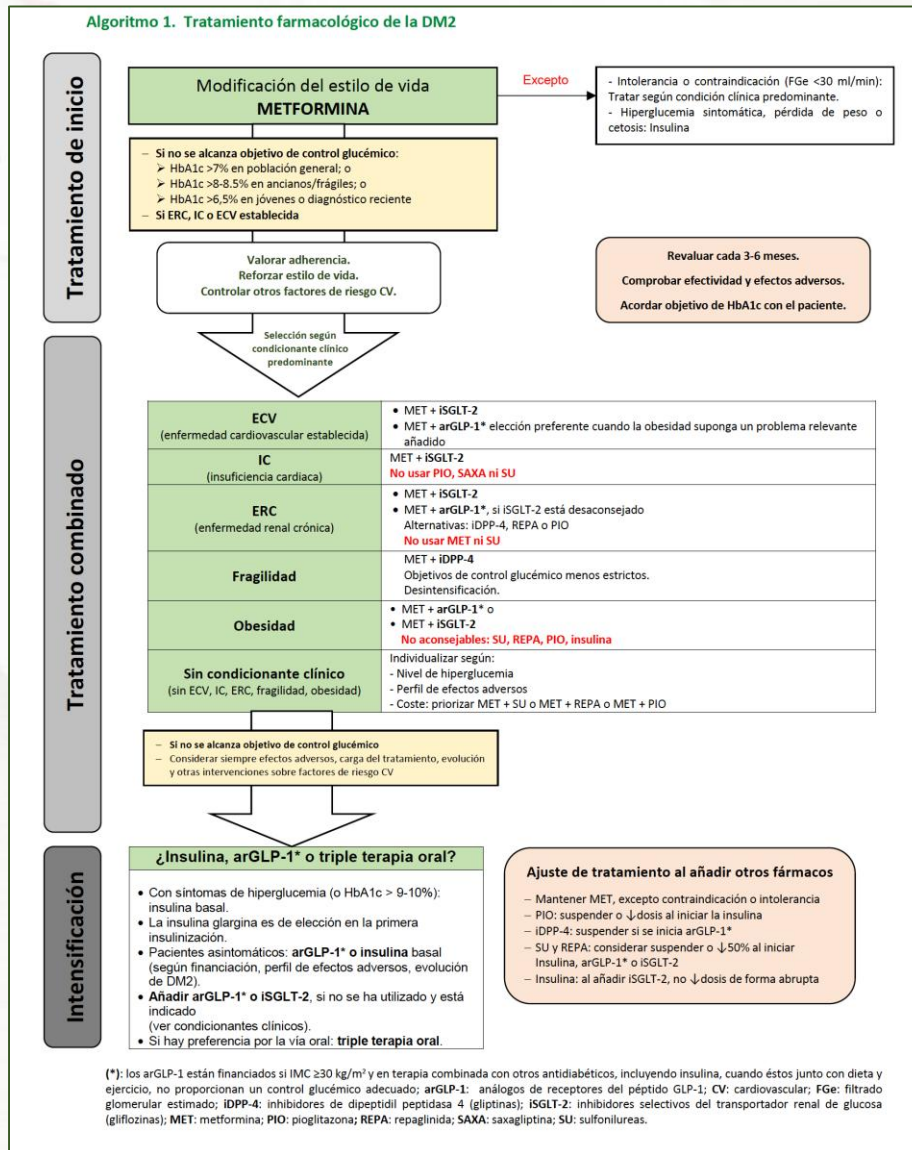 Algoritmo 1. Tratamiento farmacológico de la DM2
Tratamiento de inicio
Modificación del estilo de vida
METFORMINA
Excepto
- Intolerancia o contraindicación (FGe <30 ml/min):
Tratar según condición clínica predominante.
- Hiperglucemia sintomática, pérdida de peso o
cetosis: Insulina
– Si no se alcanza objetivo de control glucémico:
➢ HbA1c >7% en población general; o
➢ HbA1c >8-8.5% en ancianos/frágiles; o
➢ HbA1c >6,5% en jóvenes o diagnóstico reciente
– Si ERC, IC o ECV establecida
Valorar adherencia.
Reforzar estilo de vida.
Controlar otros factores de riesgo CV.
Revaluar cada 3-6 meses.
Comprobar efectividad y efectos adversos.
Acordar objetivo de HbA1c con el paciente.
Selección según
condicionante clínico
predominante
Tratamiento combinado
ECV
(enfermedad cardiovascular establecida)
• MET + iSGLT-2
• MET + arGLP-1* elección preferente cuando la obesidad suponga un problema relevante
añadido
IC
(insuficiencia cardiaca)
MET + iSGLT-2
No usar PIO, SAXA ni SU
ERC
(enfermedad renal crónica)
• MET + iSGLT-2
• MET + arGLP-1*, si iSGLT-2 está desaconsejado
Alternativas: iDPP-4, REPA o PIO
No usar MET ni SU
Fragilidad
MET + iDPP-4
Objetivos de control glucémico menos estrictos.
Desintensificación.
Obesidad
• MET + arGLP-1* o
• MET + iSGLT-2
No aconsejables: SU, REPA, PIO, insulina
Sin condicionante clínico
(sin ECV, IC, ERC, fragilidad, obesidad)
Individualizar según:
- Nivel de hiperglucemia
- Perfil de efectos adversos
- Coste: priorizar MET + SU o MET + REPA o MET + PIO
– Si no se alcanza objetivo de control glucémico
– Considerar siempre efectos adversos, carga del tratamiento, evolución
y otras intervenciones sobre factores de riesgo CV
Intensificación
¿Insulina, arGLP-1* o triple terapia oral?
• Con síntomas de hiperglucemia (o HbA1c > 9-10%):
insulina basal.
• La insulina glargina es de elección en la primera
insulinización.
• Pacientes asintomáticos: arGLP-1* o insulina basal
(según financiación, perfil de efectos adversos, evolución
de DM2).
• Añadir arGLP-1* o iSGLT-2, si no se ha utilizado y está
indicado
(ver condicionantes clínicos).
• Si hay preferencia por la vía oral: triple terapia oral.
Ajuste de tratamiento al añadir otros fármacos
– Mantener MET, excepto contraindicación o intolerancia
– PIO: suspender o ↓dosis al iniciar la insulina
– iDPP-4: suspender si se inicia arGLP-1*
– SU y REPA: considerar suspender o ↓50% al iniciar
Insulina, arGLP-1* o iSGLT-2
– Insulina: al añadir iSGLT-2, no ↓dosis de forma abrupta
(*): los arGLP-1 están financiados si IMC ≥30 kg/m² y en terapia combinada con otros antidiabéticos, incluyendo insulina, cuando éstos junto con dieta y
ejercicio, no proporcionan un control glucémico adecuado; arGLP-1: análogos de receptores del péptido GLP-1; CV: cardiovascular; FGe: filtrado
glomerular estimado; iDPP-4: inhibidores de dipeptidil peptidasa 4 (gliptinas); iSGLT-2: inhibidores selectivos del transportador renal de glucosa
(gliflozinas); MET: metformina; PIO: pioglitazona; REPA: repaglinida; SAXA: saxagliptina; SU: sulfonilureas.